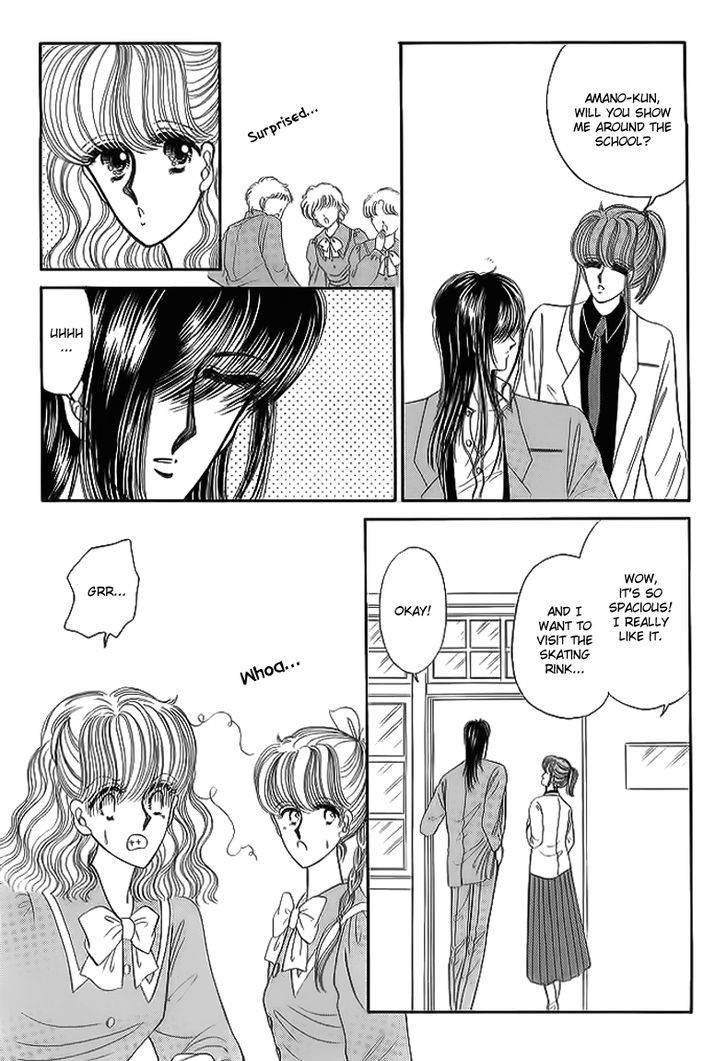 AMANO-KUN,
WILL YOU SHOW
ME AROUND THE
SCHOOL?
Surprised...
UHHH
...
WOW,
IT'S SO
SPACIOUS!
I REALLY
LIKE IT.
AND I
WANT TO
VISIT THE
SKATING
RINK...
OKAY!
Whoa...
GRR...